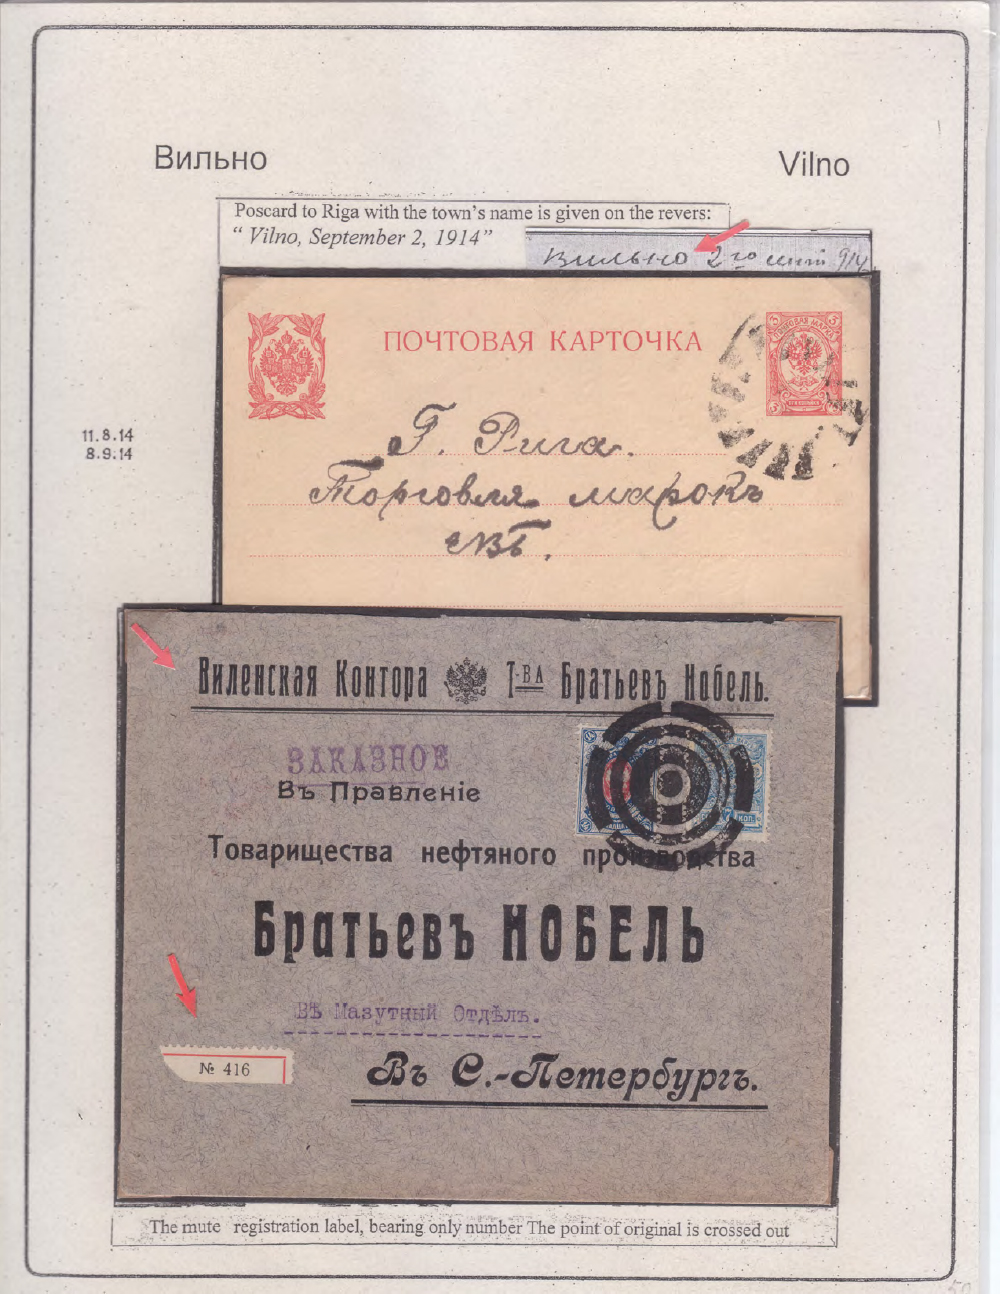 Вильно
Vilno
Poscard to Riga with the town's name is given on the revers:
“ Vilno, September 2, 1914”
Вильно 2го сент 914
ПОЧТОВАЯ КАРТОЧКА
11.8.14
8.9.14
Г. Рига.
Торговля марокъ
Виленская Контора Т-ВА Братьевъ Нобель.
ЗАКАЗНОЕ
Въ Правленіе
Товарищества нефтяного производства
Братьевъ НОБЕЛЬ
Въ Мазутный Отдѣлъ.
№ 416
Въ С.-Петербургъ.
The mute registration label, bearing only number The point of original is crossed out